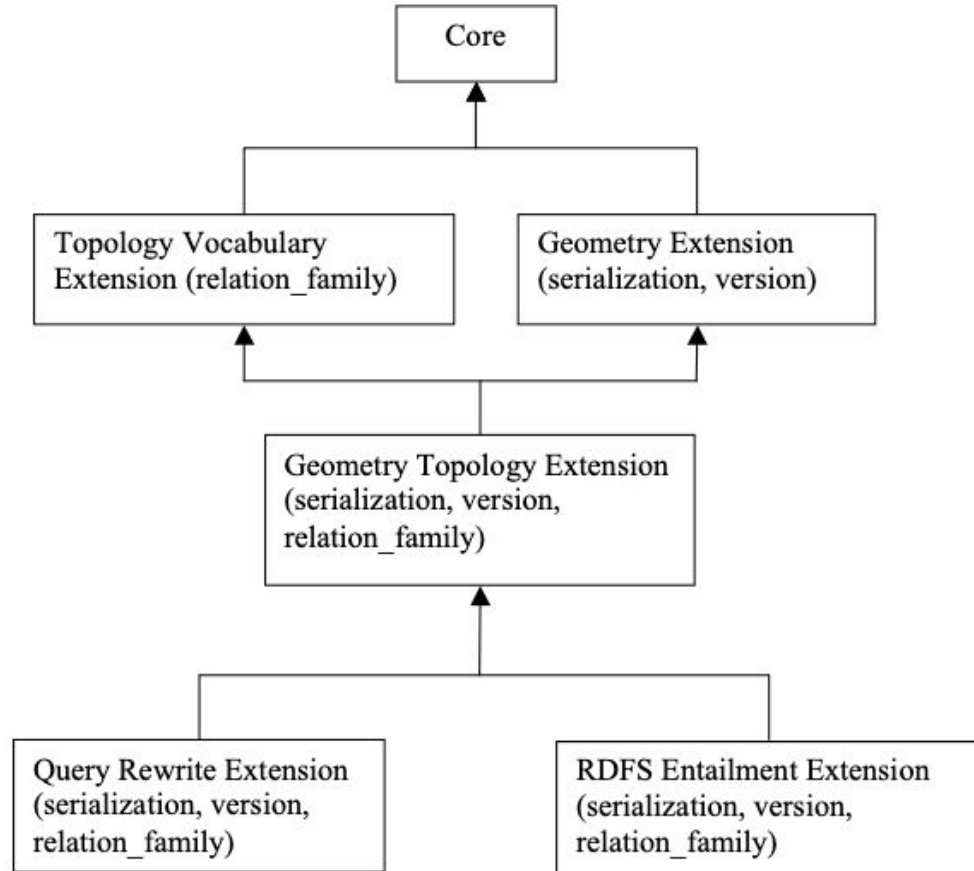 Core
Topology Vocabulary
Extension (relation_family)
Geometry Extension
(serialization, version)
Geometry Topology Extension
(serialization, version,
relation_family)
Query Rewrite Extension
(serialization, version,
relation_family)
RDFS Entailment Extension
(serialization, version,
relation_family)